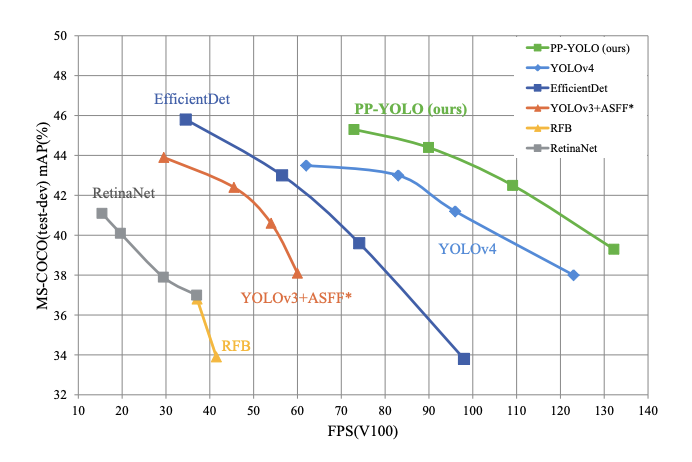 50
48
46
44
42
40
38
36
34
32
MS-COCO(test-dev) mAP(%)
10 20 30 40 50 60 70 80 90 100 110 120 130 140
FPS(V100)
EfficientDet
PP-YOLO (ours)
RetinaNet
YOLOv4
YOLOv3+ASFF*
RFB
PP-YOLO (ours)
YOLOv4
EfficientDet
YOLOv3+ASFF*
RFB
RetinaNet